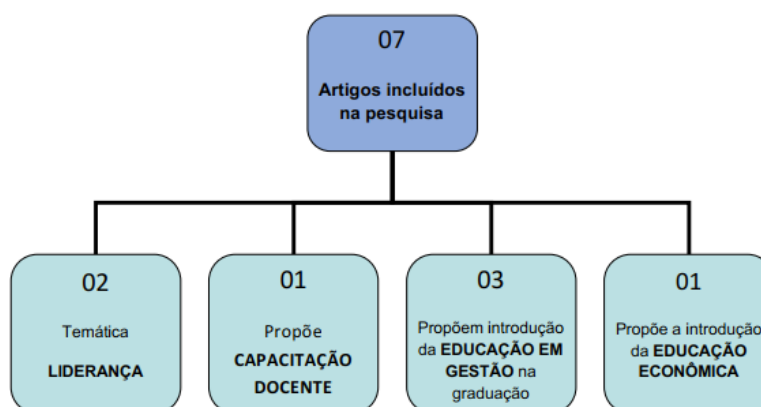 07
Artigos incluídos
na pesquisa
02
Temática
LIDERANÇA
01
Propõe
CAPACITAÇÃO
DOCENTE
03
Propõem introdução
da EDUCAÇÃO EM
GESTÃO na
graduação
01
Propõe a introdução
da EDUCAÇÃO
ECONÔMICA